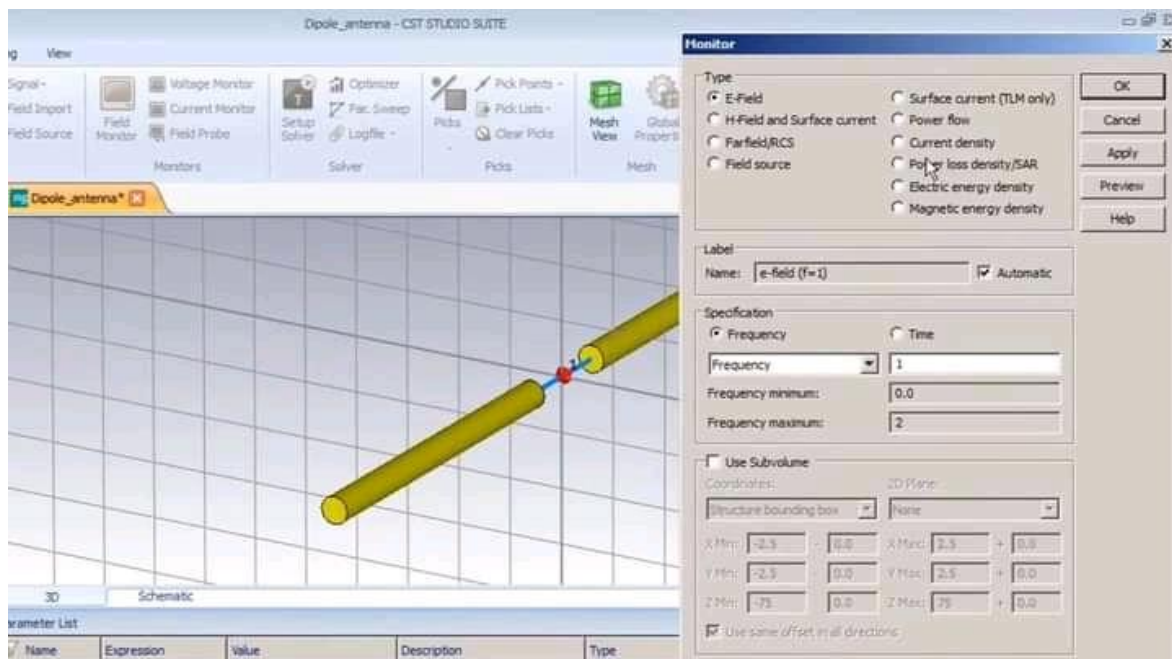 Dipole_antenna - CST STUDIO SUITE
View
Field Import
Field Source
Field Monitor
Voltage Monitor
Current Monitor
Field Probe
Monitors
Setup Solver
Optimizer
Par. Sweep
Logfile
Solver
Picks
Pick Points
Pick Lists
Clear Picks
Picks
Mesh View
Global
Mesh
Dipole_antenna*
1
3D Schematic
Parameter List
Name Expression Value Description Type
Monitor
Type
E-Field
H-Field and Surface current
Farfield/RCS
Field source
Surface current (TLM only)
Power flow
Current density
Power loss density/SAR
Electric energy density
Magnetic energy density
OK
Cancel
Apply
Preview
Help
Label
Name: e-field (f=1) Automatic
Specification
Frequency Time
Frequency 1
Frequency minimum: 0.0
Frequency maximum: 2
Use Subvolume
Coordinates: 2D Plane:
Structure bounding box None
X Min: -2.5 - 0.0 X Max: 2.5 + 0.0
Y Min: -2.5 - 0.0 Y Max: 2.5 + 0.0
Z Min: -75 - 0.0 Z Max: 75 + 0.0
Use same offset in all directions